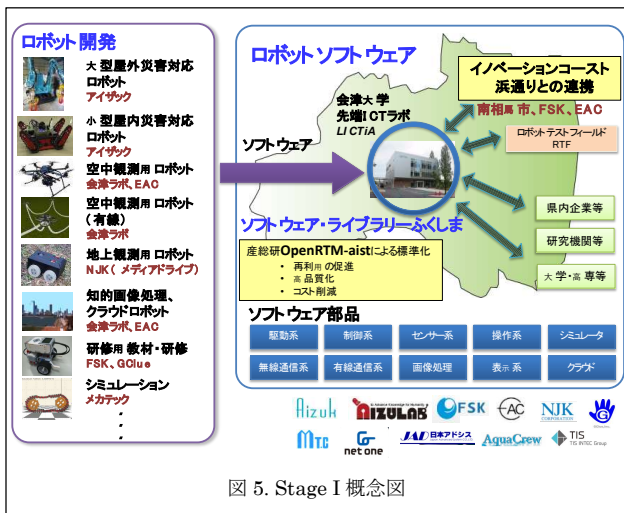 ロボット開発
大型屋外災害対応
ロボット
アイザック
小型屋内災害対応
ロボット
アイザック
空中観測用ロボット
会津ラボ、EAC
空中観測用ロボット
(有線)
会津ラボ
地上観測用ロボット
NJK(メディアドライブ)
知的画像処理、
クラウドロボット
会津ラボ、EAC
研修用教材・研修
FSK、GClue
シミュレーション
メカテック
・
・
・
ソフトウェア
ロボットソフトウェア
会津大学
先端ICTラボ
LICTiA
イノベーションコースト
浜通りとの連携
南相馬市、FSK、EAC
ロボットテストフィールド
RTF
県内企業等
研究機関等
大学・高専等
ソフトウェア・ライブラリーふくしま
産総研OpenRTM-aistによる標準化
・ 再利用の促進
・ 高品質化
・ コスト削減
ソフトウェア部品
駆動系 制御系 センサー系 操作系 シミュレータ
無線通信系 有線通信系 画像処理 表示系 クラウド
Aizuk AIZULAB FSK EAC NJK CORPORATION
MTC net one JAD 日本アドシス AquaCrew TIS TIS INTEC Group
図 5. Stage I 概念図